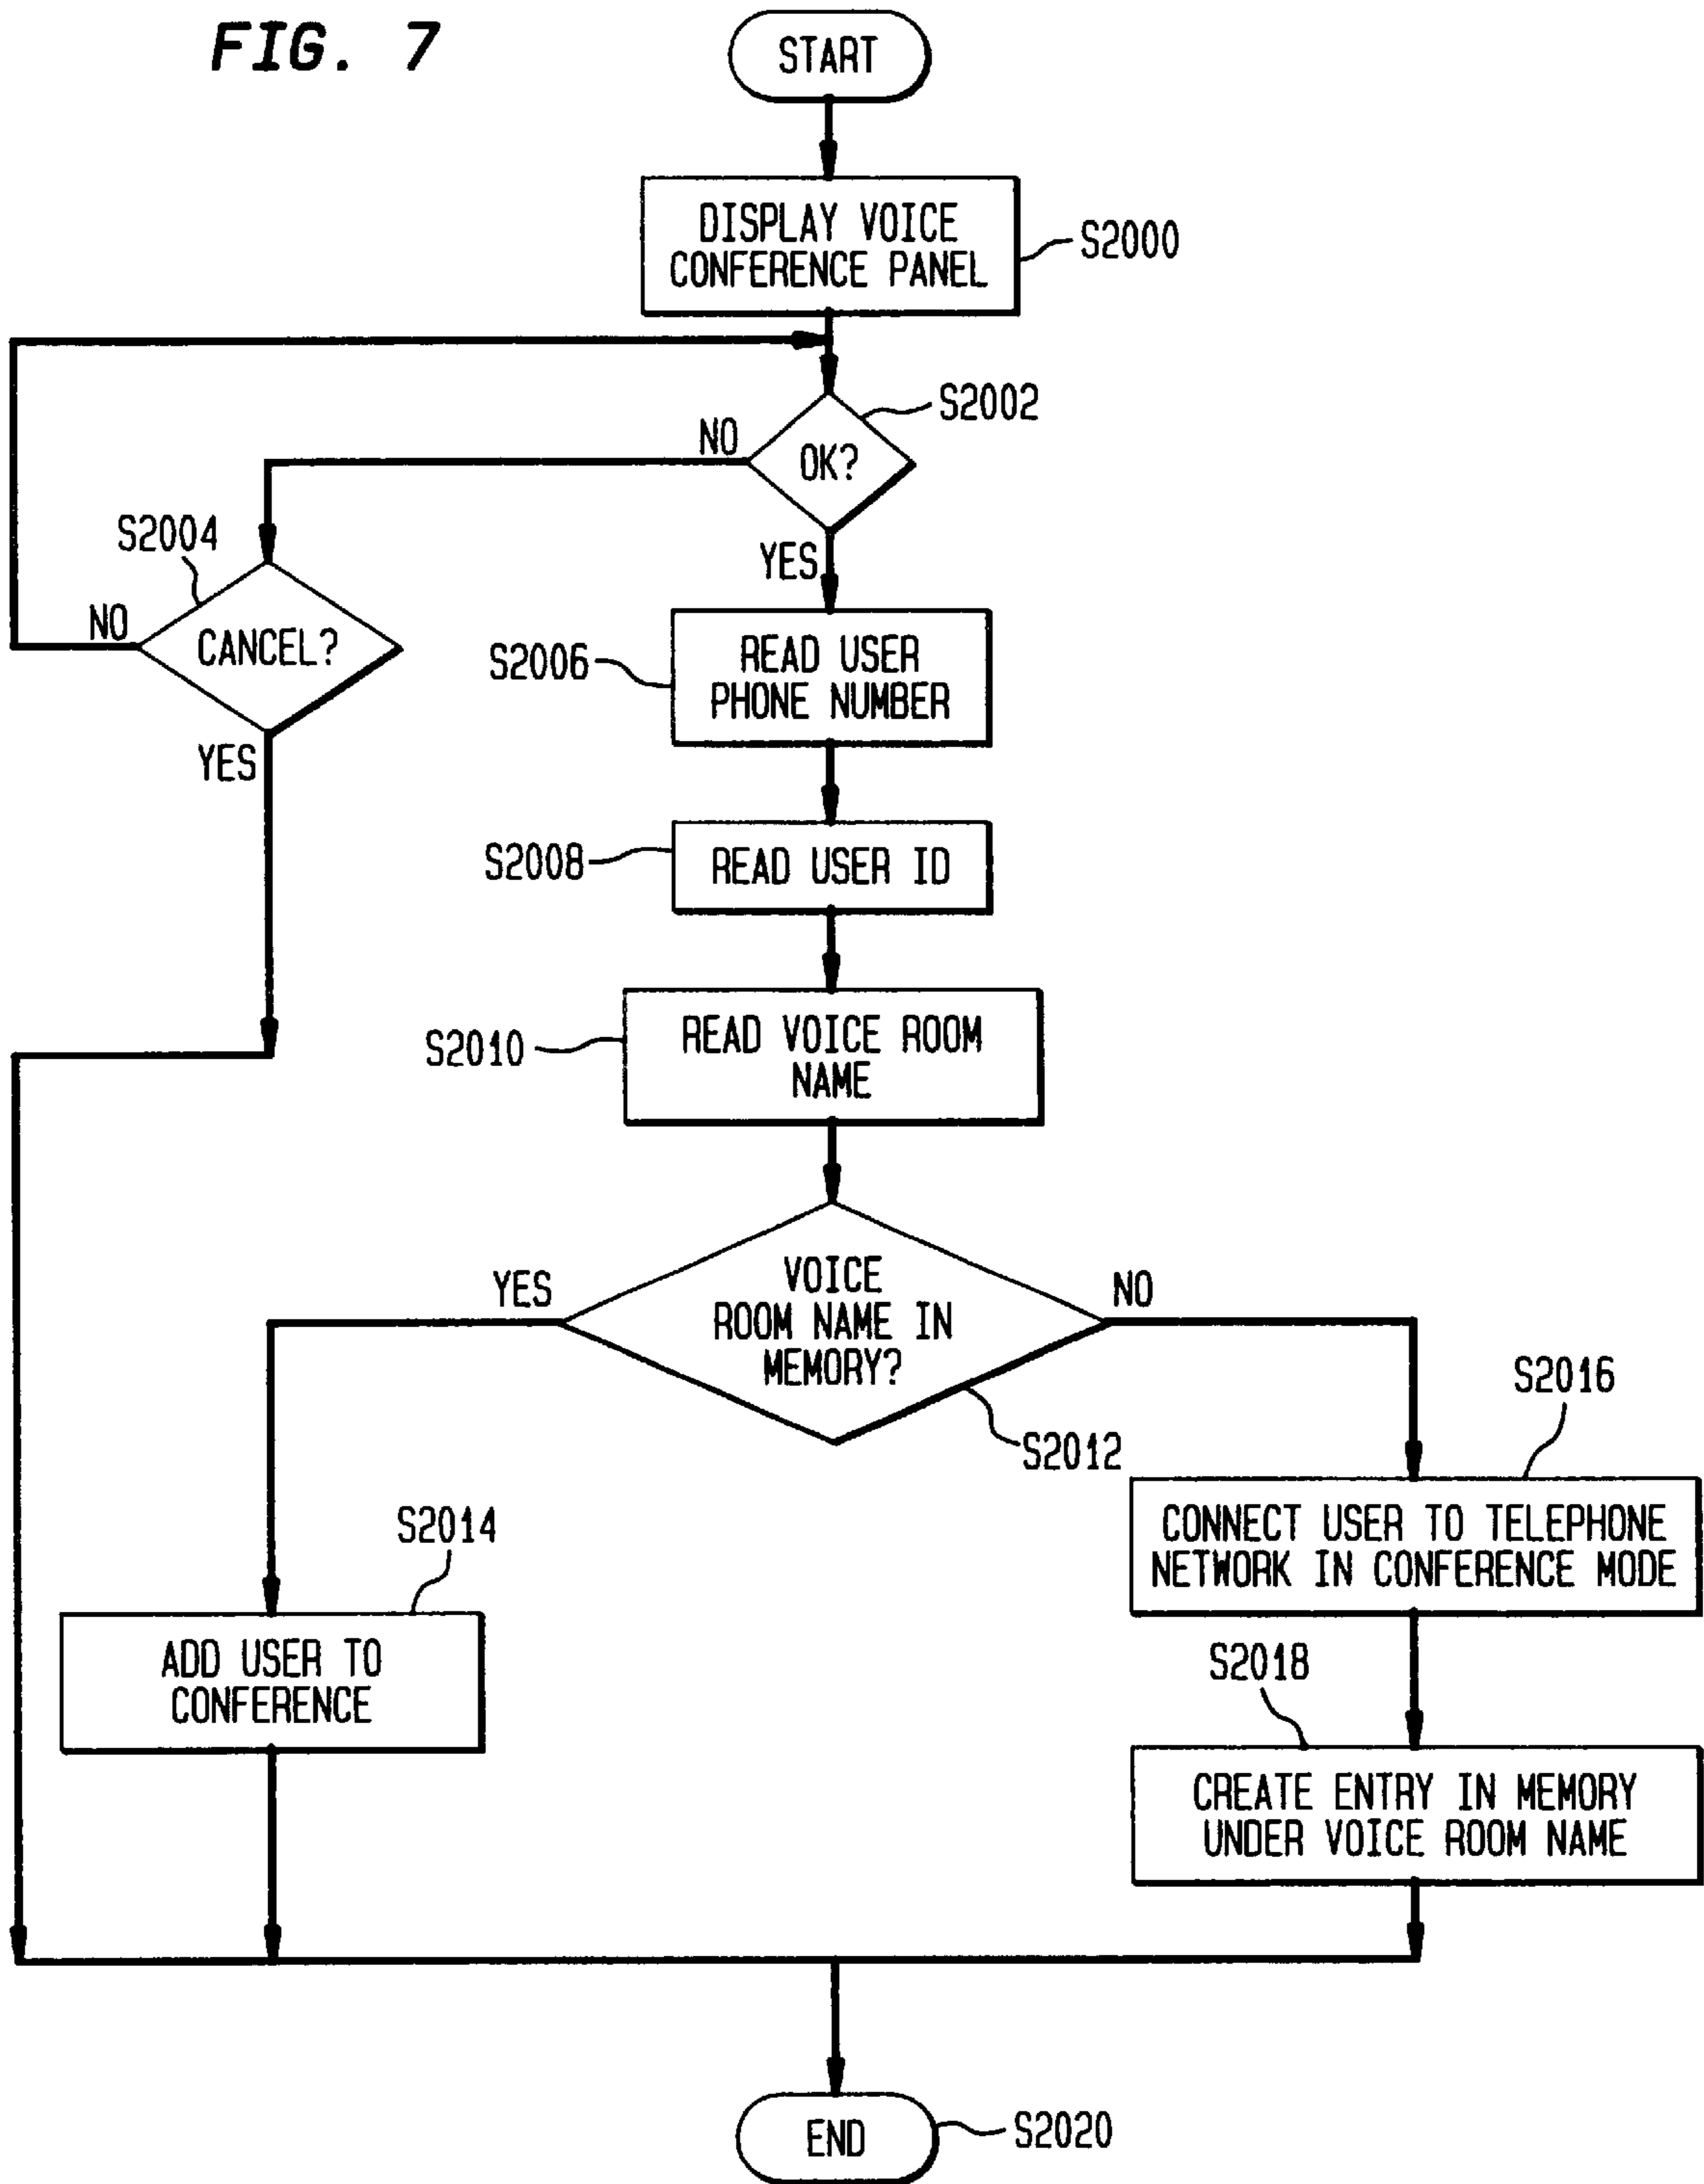 FIG. 7
START
DISPLAY VOICE
CONFERENCE PANEL
S2000
S2002
NO
OK?
S2004
YES
NO
CANCEL?
S2006
READ USER
PHONE NUMBER
YES
S2008
READ USER ID
S2010
READ VOICE ROOM
NAME
YES
VOICE
ROOM NAME IN
MEMORY?
NO
S2012
S2016
CONNECT USER TO TELEPHONE
NETWORK IN CONFERENCE MODE
S2014
ADD USER TO
CONFERENCE
S2018
CREATE ENTRY IN MEMORY
UNDER VOICE ROOM NAME
END
S2020